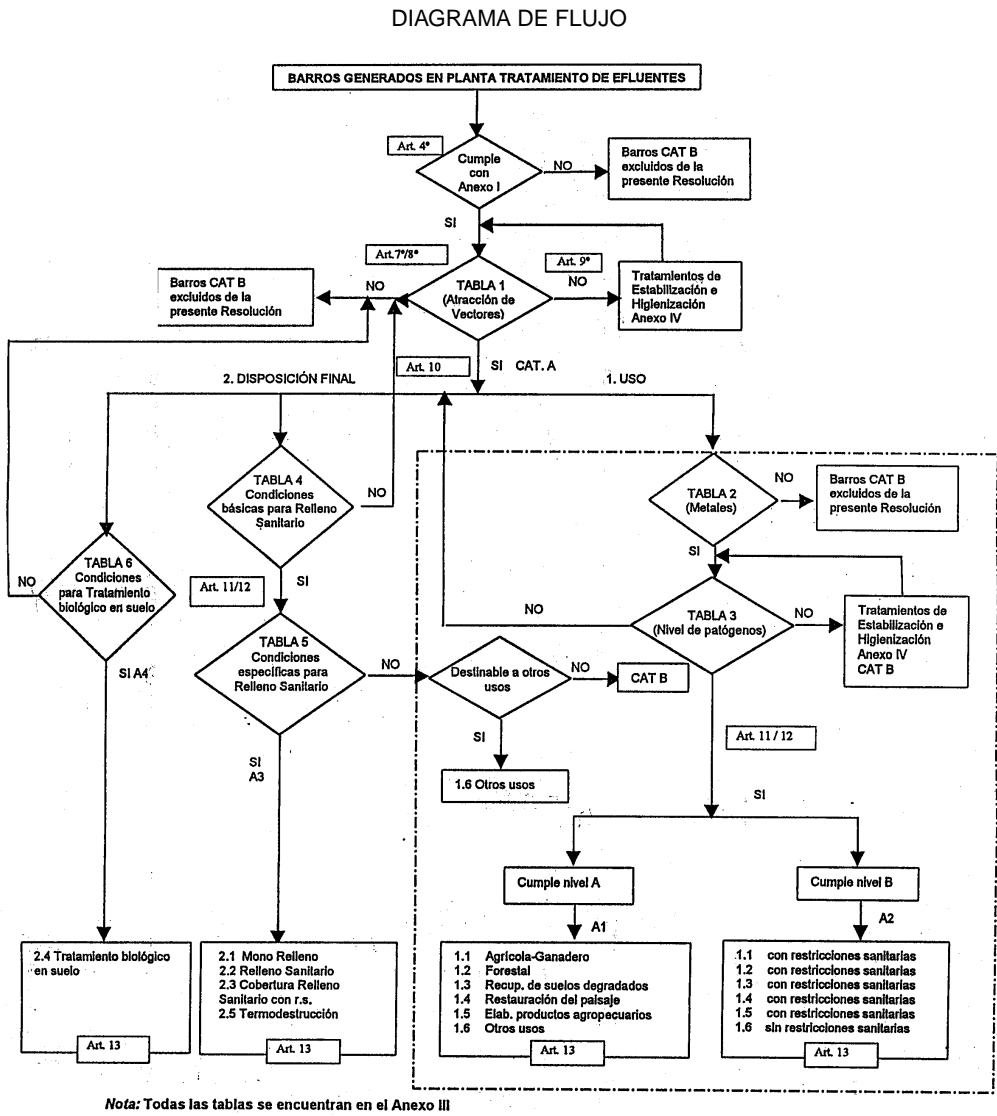 DIAGRAMA DE FLUJO
BARROS GENERADOS EN PLANTA TRATAMIENTO DE EFLUENTES
Art. 4º
Cumple
con
Anexo I
NO
Barros CAT B
excluidos de la
presente Resolución
SI
Art.7º/8º
Art. 9º
Barros CAT B
excluidos de la
presente Resolución
NO
TABLA 1
(Atracción de
Vectores)
NO
Tratamientos de
Estabilización e
Higienización
Anexo IV
Art. 10
SI CAT. A
2. DISPOSICIÓN FINAL
1. USO
TABLA 4
Condiciones
básicas para Relleno
Sanitario
NO
TABLA 2
(Metales)
NO
Barros CAT B
excluidos de la
presente Resolución
SI
TABLA 6
Condiciones
para Tratamiento
biológico en suelo
NO
Art. 11/12
SI
NO
TABLA 3
(Nivel de patógenos)
NO
Tratamientos de
Estabilización e
Higienización
Anexo IV
CAT B
TABLA 5
Condiciones
específicas para
Relleno Sanitario
NO
Destinable a otros
usos
NO
CAT B
SI A4
SI
Art. 11 / 12
SI
A3
1.6 Otros usos
SI
Cumple nivel A
Cumple nivel B
A1
A2
2.4 Tratamiento biológico
en suelo
Art. 13
2.1 Mono Relleno
2.2 Relleno Sanitario
2.3 Cobertura Relleno
Sanitario con r.s.
2.5 Termodestrucción
Art. 13
1.1 Agrícola-Ganadero
1.2 Forestal
1.3 Recup. de suelos degradados
1.4 Restauración del paisaje
1.5 Elab. productos agropecuarios
1.6 Otros usos
Art. 13
1.1 con restricciones sanitarias
1.2 con restricciones sanitarias
1.3 con restricciones sanitarias
1.4 con restricciones sanitarias
1.5 con restricciones sanitarias
1.6 sin restricciones sanitarias
Art. 13
Nota: Todas las tablas se encuentran en el Anexo III